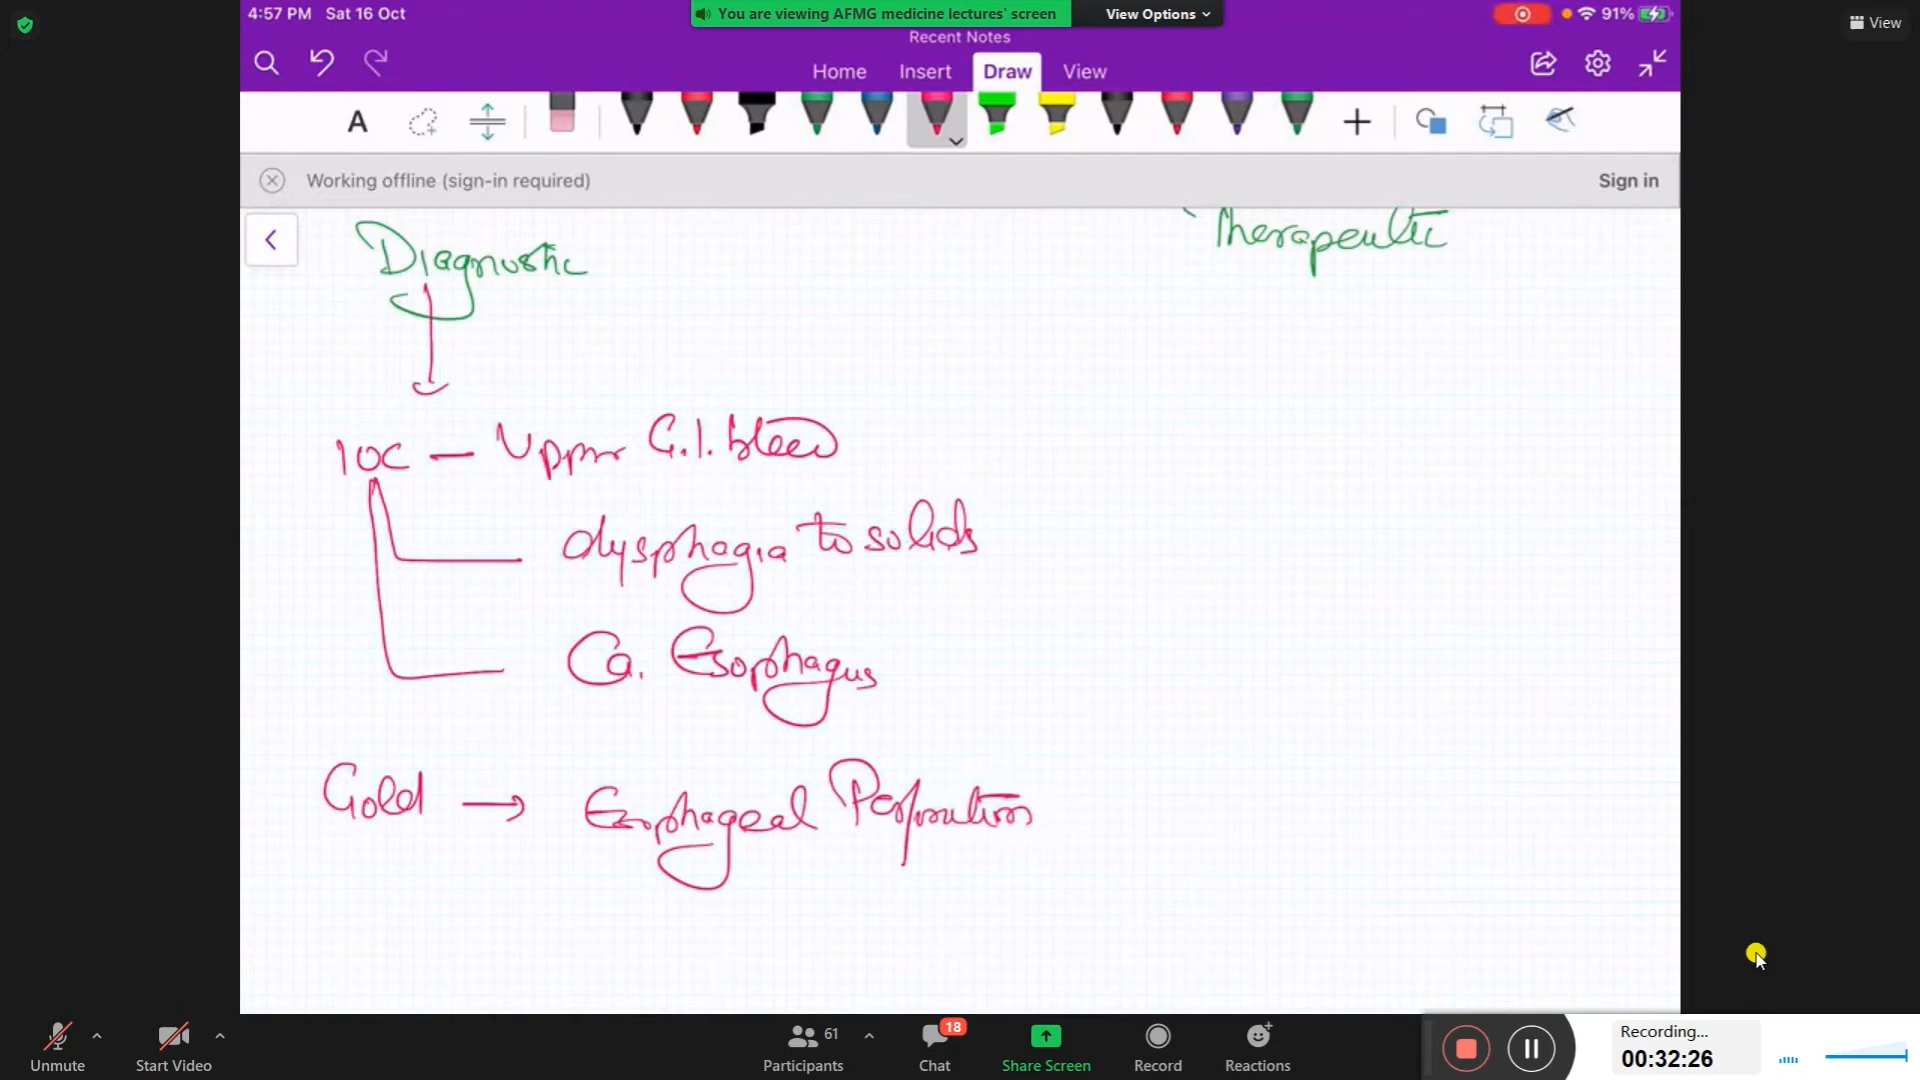 4:57 PM Sat 16 Oct
You are viewing AFMG medicine lectures' screen
View Options
91%
View
Recent Notes
Home Insert Draw View
A
Working offline (sign-in required)
Sign in
Diagnostic
Therapeutic
IOC — Upper G.I. bleed
dysphagia to solids
Ca. Esophagus
Gold → Esophageal Perforation
Recording...
00:32:26
Unmute
Start Video
61
Participants
18
Chat
Share Screen
Record
Reactions